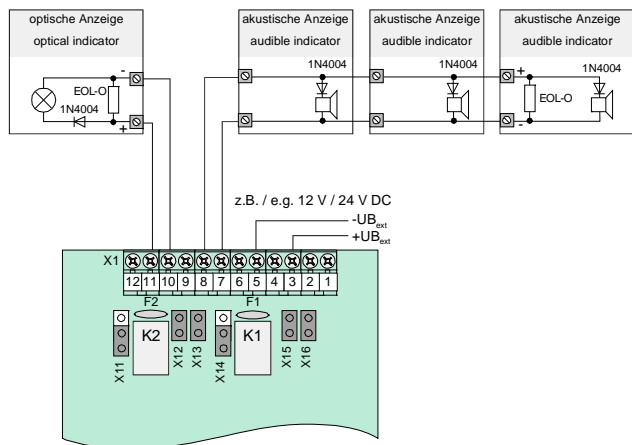 optische Anzeige
optical indicator
akustische Anzeige
audible indicator
akustische Anzeige
audible indicator
akustische Anzeige
audible indicator
-
EOL-O
1N4004
+
1N4004
1N4004
+
1N4004
EOL-O
-
z.B. / e.g. 12 V / 24 V DC
-UBext
+UBext
X1
12 11 10 9 8 7 6 5 4 3 2 1
F2
F1
K2
K1
X11
X12
X13
X14
X15
X16